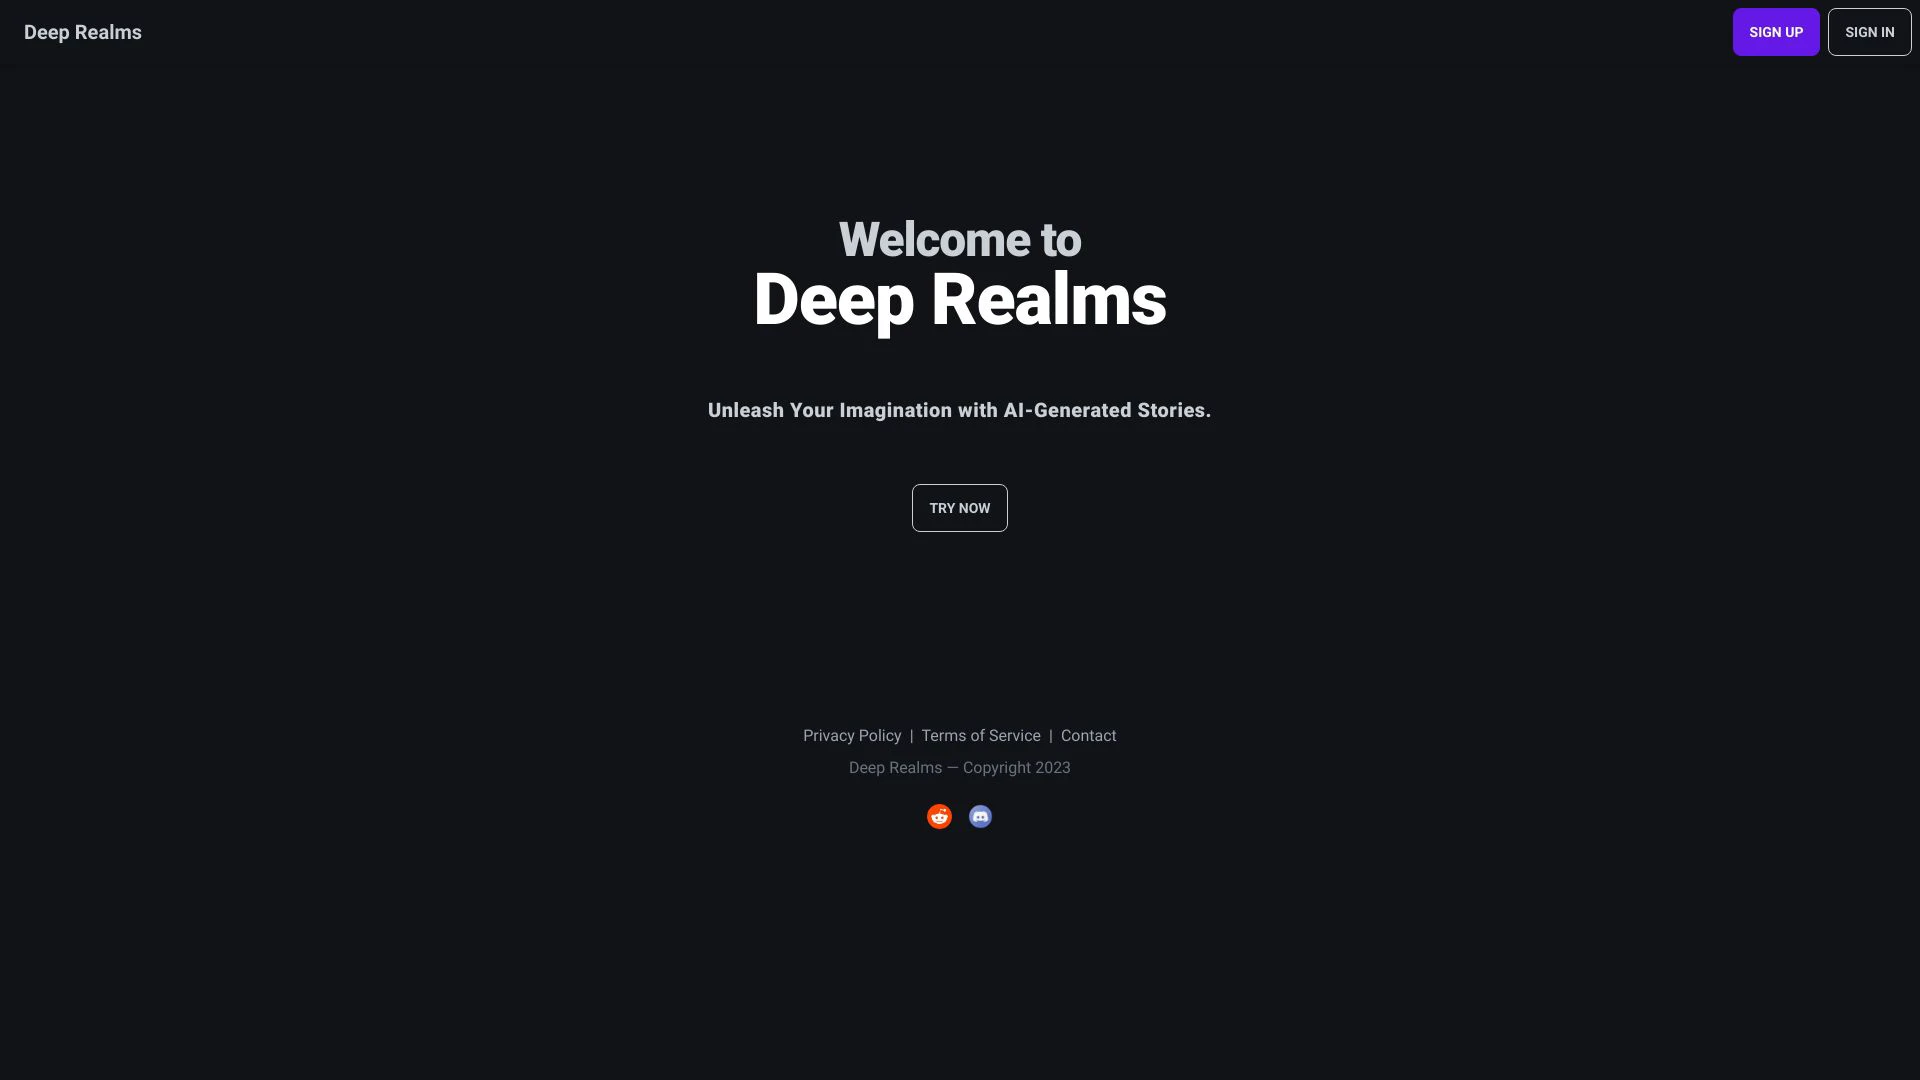 Deep Realms
SIGN UP
SIGN IN
Welcome to
Deep Realms
Unleash Your Imagination with AI-Generated Stories.
TRY NOW
Privacy Policy | Terms of Service | Contact
Deep Realms — Copyright 2023